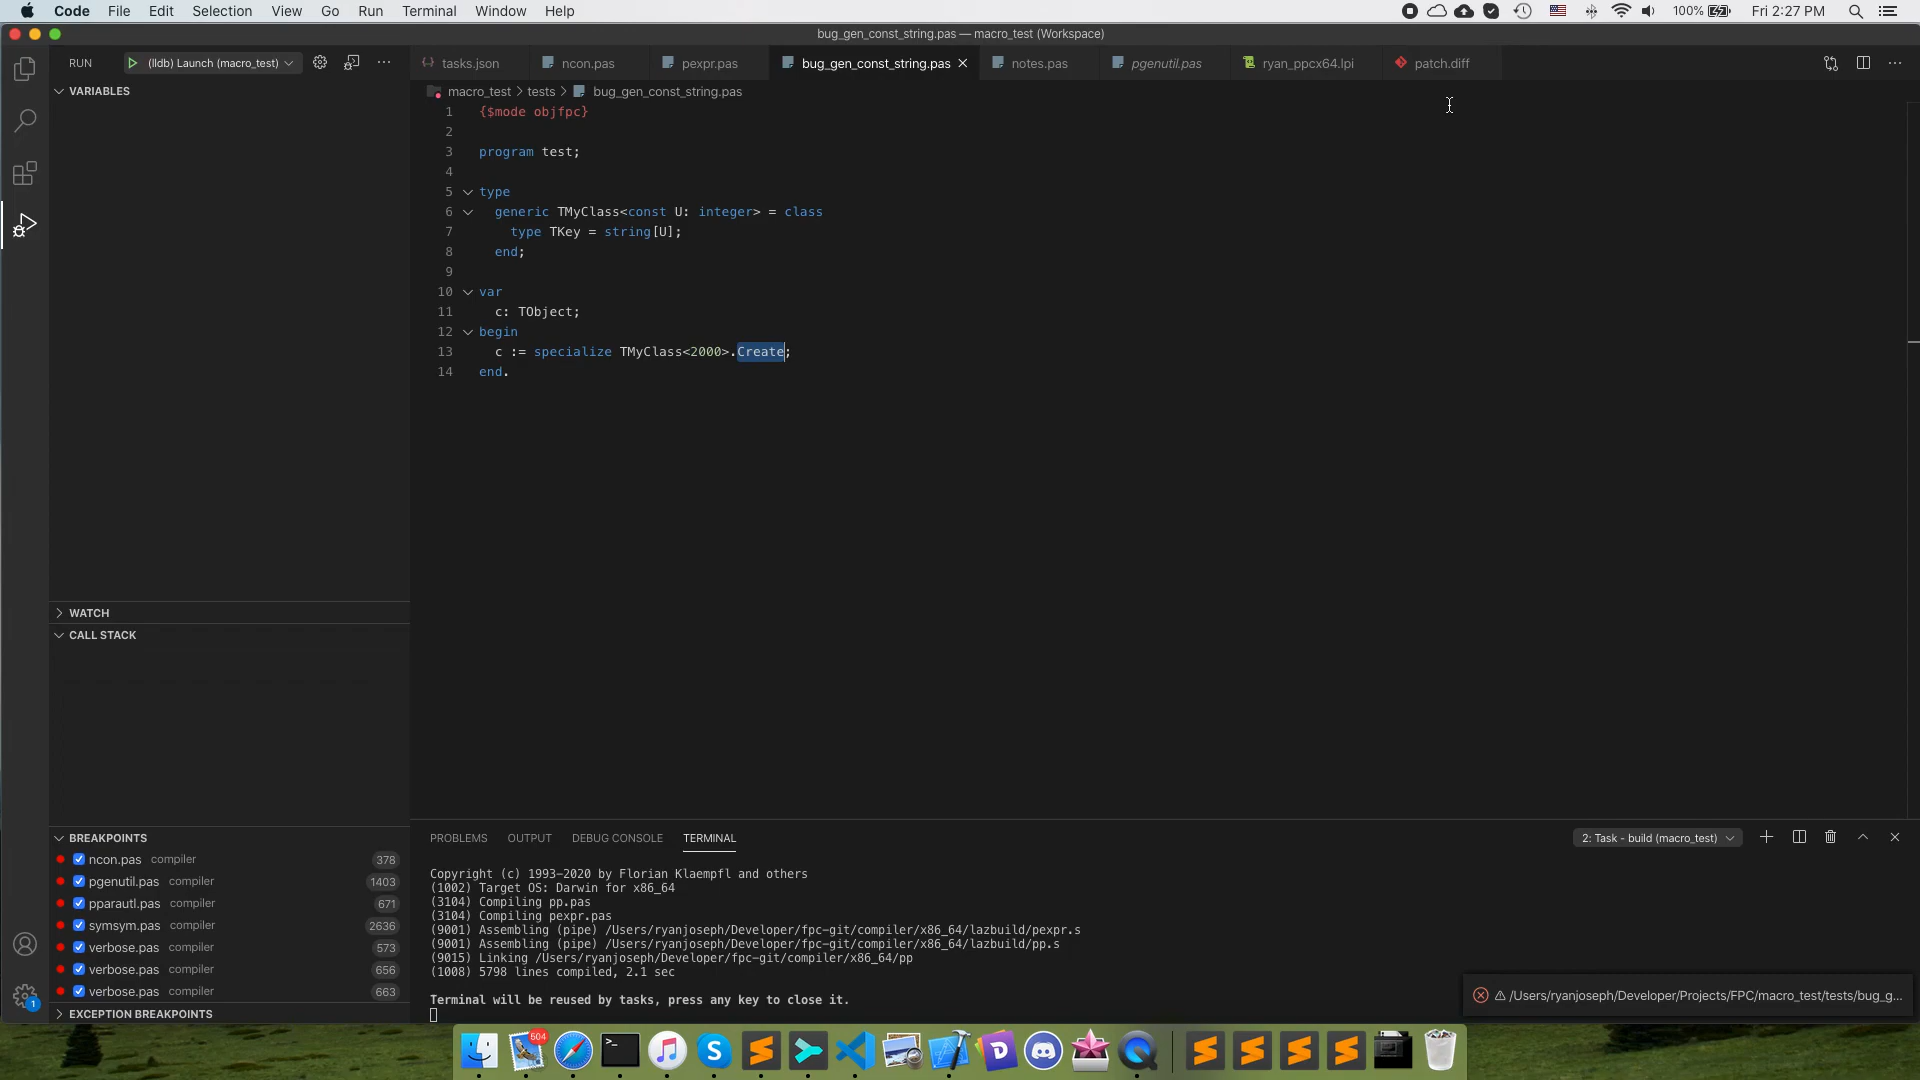 Code File Edit Selection View Go Run Terminal Window Help 100% Fri 2:27 PM
bug_gen_const_string.pas — macro_test (Workspace)
RUN (lldb) Launch (macro_test) ···
tasks.json ncon.pas pexpr.pas bug_gen_const_string.pas notes.pas pgenutil.pas ryan_ppcx64.lpi patch.diff ···
VARIABLES
macro_test > tests > bug_gen_const_string.pas
1 {$mode objfpc}
2
3 program test;
4
5 type
6 generic TMyClass<const U: integer> = class
7 type TKey = string[U];
8 end;
9
10 var
11 c: TObject;
12 begin
13 c := specialize TMyClass<2000>.Create;
14 end.
WATCH
CALL STACK
BREAKPOINTS
ncon.pas compiler 378
pgenutil.pas compiler 1403
pparautl.pas compiler 671
symsym.pas compiler 2636
verbose.pas compiler 573
verbose.pas compiler 656
verbose.pas compiler 663
EXCEPTION BREAKPOINTS
1
PROBLEMS OUTPUT DEBUG CONSOLE TERMINAL 2: Task - build (macro_test)
Copyright (c) 1993–2020 by Florian Klaempfl and others
(1002) Target OS: Darwin for x86_64
(3104) Compiling pp.pas
(3104) Compiling pexpr.pas
(9001) Assembling (pipe) /Users/ryanjoseph/Developer/fpc-git/compiler/x86_64/lazbuild/pexpr.s
(9001) Assembling (pipe) /Users/ryanjoseph/Developer/fpc-git/compiler/x86_64/lazbuild/pp.s
(9015) Linking /Users/ryanjoseph/Developer/fpc-git/compiler/x86_64/pp
(1008) 5798 lines compiled, 2.1 sec
Terminal will be reused by tasks, press any key to close it.
/Users/ryanjoseph/Developer/Projects/FPC/macro_test/tests/bug_g...
604